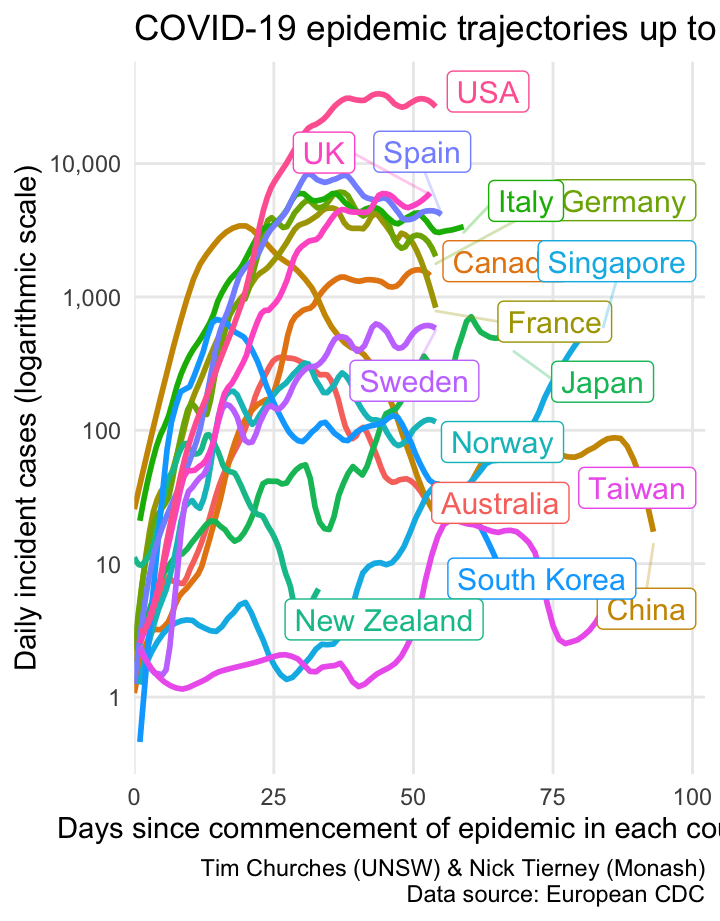 COVID-19 epidemic trajectories up to
Daily incident cases (logarithmic scale)
10,000
1,000
100
10
1
USA
UK
Spain
Italy
Germany
Canad
Singapore
France
Sweden
Japan
Norway
Taiwan
Australia
South Korea
China
New Zealand
0 25 50 75 100
Days since commencement of epidemic in each cou
Tim Churches (UNSW) & Nick Tierney (Monash)
Data source: European CDC